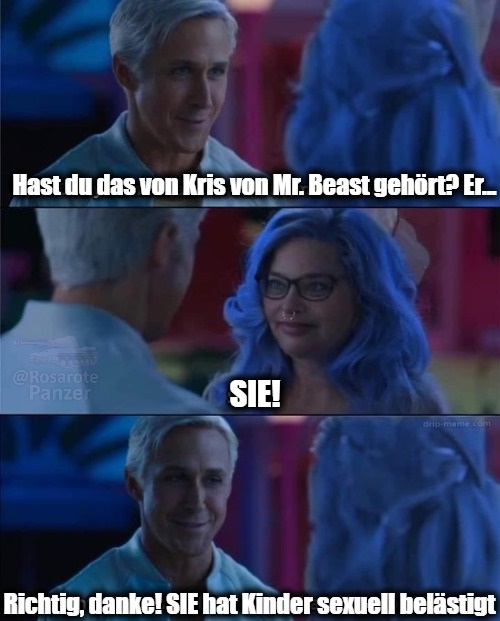 Hast du das von Kris von Mr. Beast gehört? Er...
@Rosarote
Panzer
SIE!
drip-meme.com
Richtig, danke! SIE hat Kinder sexuell belästigt